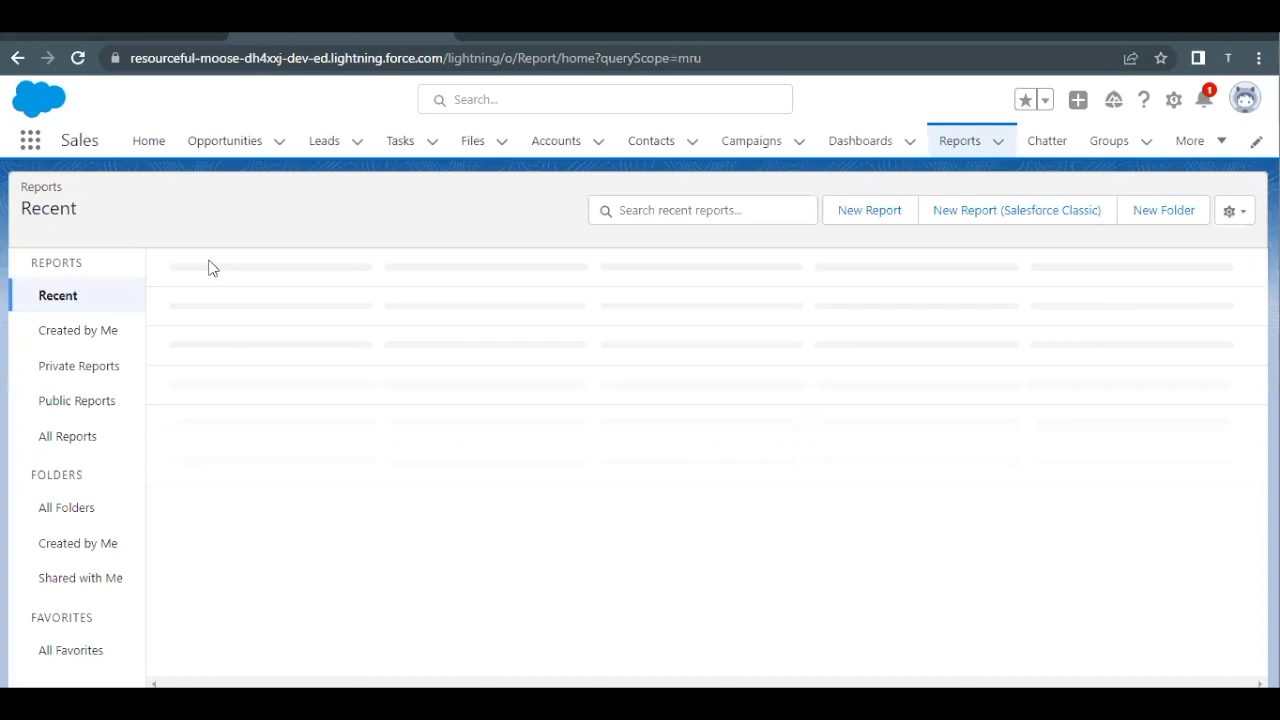 resourceful-moose-dh4xxj-dev-ed.lightning.force.com/lightning/o/Report/home?queryScope=mru
T
Search...
1
Sales
Home
Opportunities
Leads
Tasks
Files
Accounts
Contacts
Campaigns
Dashboards
Reports
Chatter
Groups
More
Reports
Recent
Search recent reports...
New Report
New Report (Salesforce Classic)
New Folder
REPORTS
Recent
Created by Me
Private Reports
Public Reports
All Reports
FOLDERS
All Folders
Created by Me
Shared with Me
FAVORITES
All Favorites